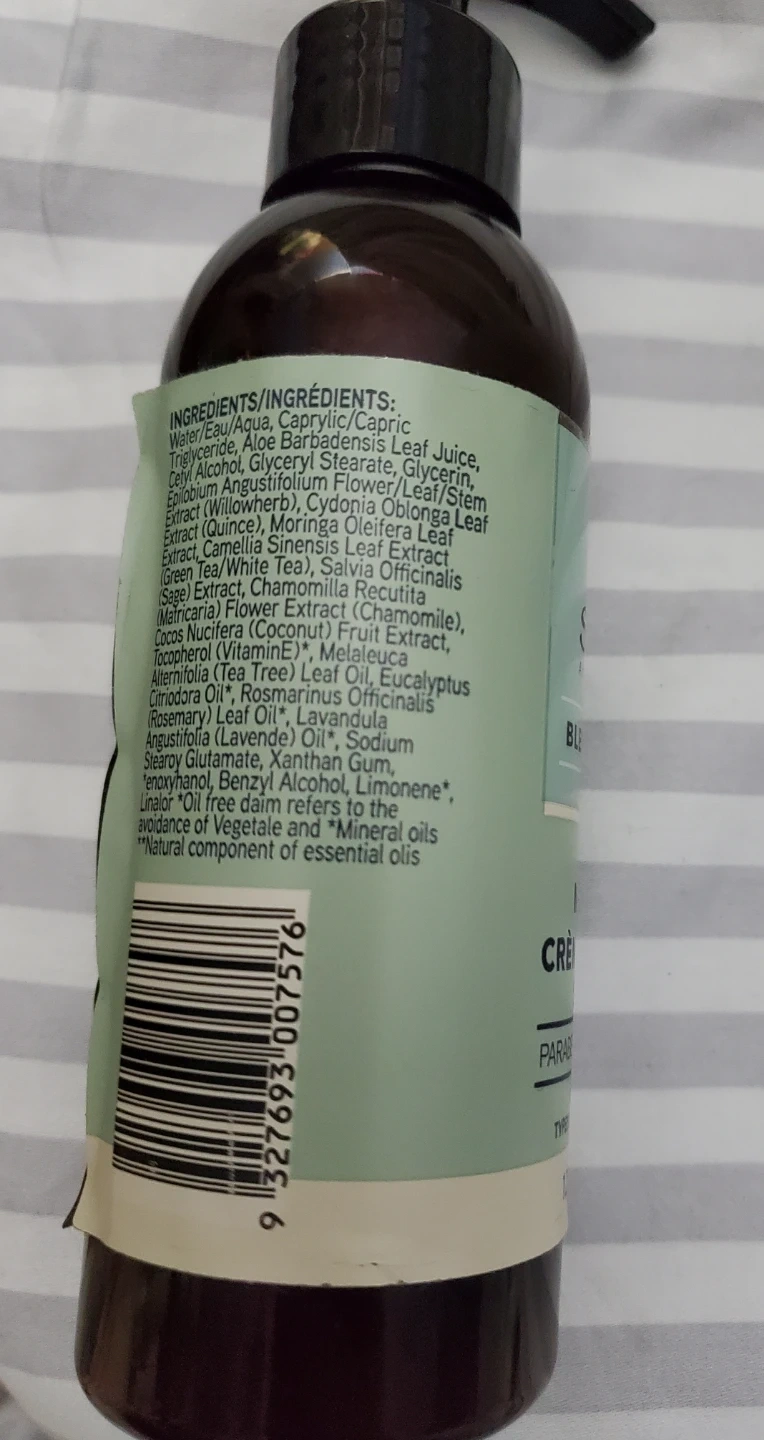 INGREDIENTS/INGRÉDIENTS:
Water/Eau/Aqua, Caprylic/Capric
Triglyceride, Aloe Barbadensis Leaf Juice,
Cetyl Alcohol, Glyceryl Stearate, Glycerin,
Epilobium Angustifolium Flower/Leaf/Stem
Extract (Willowherb), Cydonia Oblonga Leaf
Extract (Quince), Moringa Oleifera Leaf
Extract, Camellia Sinensis Leaf Extract
(Green Tea/White Tea), Salvia Officinalis
(Sage) Extract, Chamomilla Recutita
(Matricaria) Flower Extract (Chamomile),
Cocos Nucifera (Coconut) Fruit Extract,
Tocopherol (VitaminE)*, Melaleuca
Alternifolia (Tea Tree) Leaf Oil, Eucalyptus
Citriodora Oil*, Rosmarinus Officinalis
(Rosemary) Leaf Oil*, Lavandula
Angustifolia (Lavende) Oil*, Sodium
Stearoy Glutamate, Xanthan Gum,
*enoxyhanol, Benzyl Alcohol, Limonene*,
Linalor *Oil free daim refers to the
avoidance of Vegetale and *Mineral oils
**Natural component of essential olis
9 327693 007576
S
BLE
CRÈ
PARAB
TYP